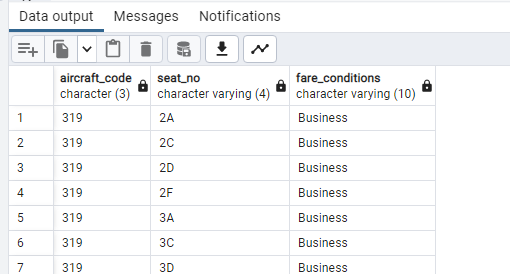 Data output Messages Notifications
aircraft_code seat_no fare_conditions
character (3) character varying (4) character varying (10)
1 319 2A Business
2 319 2C Business
3 319 2D Business
4 319 2F Business
5 319 3A Business
6 319 3C Business
7 319 3D Business